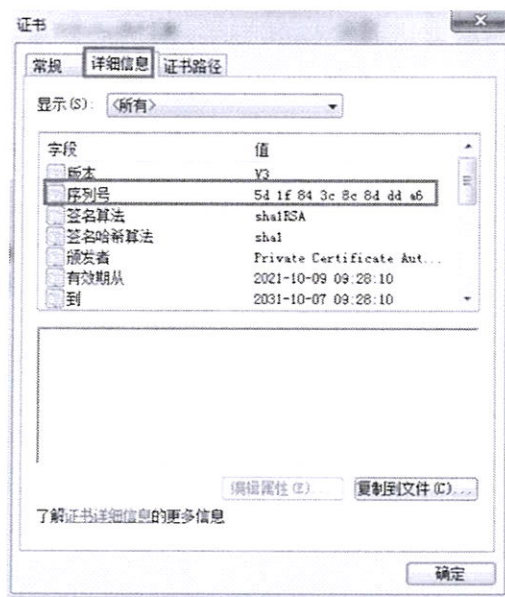 证书
常规 详细信息 证书路径
显示(S): <所有>
字段 值
版本 V3
序列号 5d 1f 84 3c 8c 8d dd a6
签名算法 sha1RSA
签名哈希算法 sha1
颁发者 Private Certificate Aut...
有效期从 2021-10-09 09:28:10
到 2031-10-07 09:28:10
编辑属性(E)... 复制到文件(C)...
了解证书详细信息的更多信息
确定